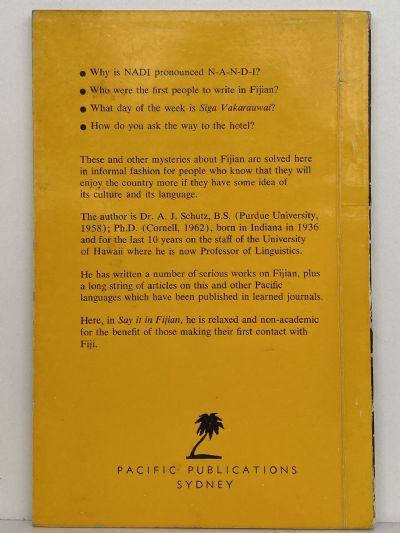 ● Why is NADI pronounced N-A-N-D-I?
● Who were the first people to write in Fijian?
● What day of the week is Siga Vakarauwai?
● How do you ask the way to the hotel?
These and other mysteries about Fijian are solved here
in informal fashion for people who know that they will
enjoy the country more if they have some idea of
its culture and its language.
The author is Dr. A. J. Schutz, B.S. (Purdue University,
1958); Ph.D. (Cornell, 1962), born in Indiana in 1936
and for the last 10 years on the staff of the University
of Hawaii where he is now Professor of Linguistics.
He has written a number of serious works on Fijian, plus
a long string of articles on this and other Pacific
languages which have been published in learned journals.
Here, in Say it in Fijian, he is relaxed and non-academic
for the benefit of those making their first contact with
Fiji.
PACIFIC PUBLICATIONS
SYDNEY